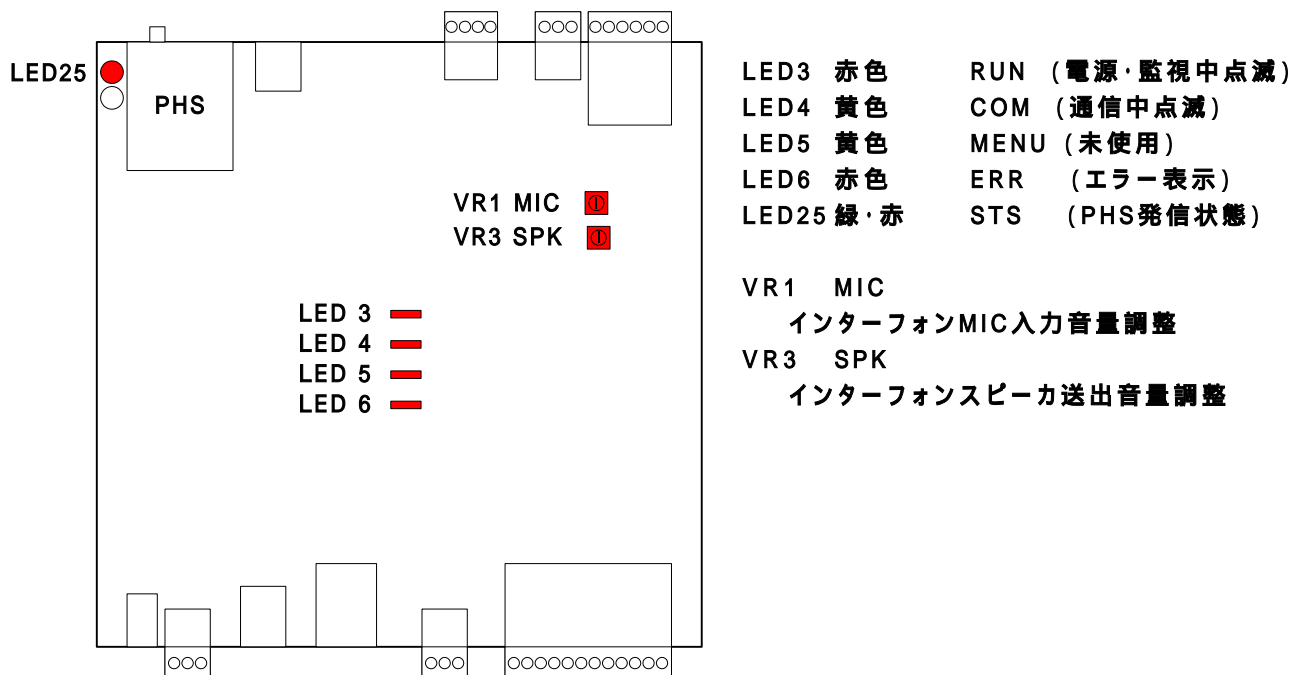 LED25
PHS
VR1 MIC
VR3 SPK
LED 3
LED 4
LED 5
LED 6
LED3 赤色 RUN (電源・監視中点滅)
LED4 黄色 COM (通信中点滅)
LED5 黄色 MENU (未使用)
LED6 赤色 ERR (エラー表示)
LED25 緑・赤 STS (PHS発信状態)
VR1 MIC
インターフォンMIC入力音量調整
VR3 SPK
インターフォンスピーカ送出音量調整